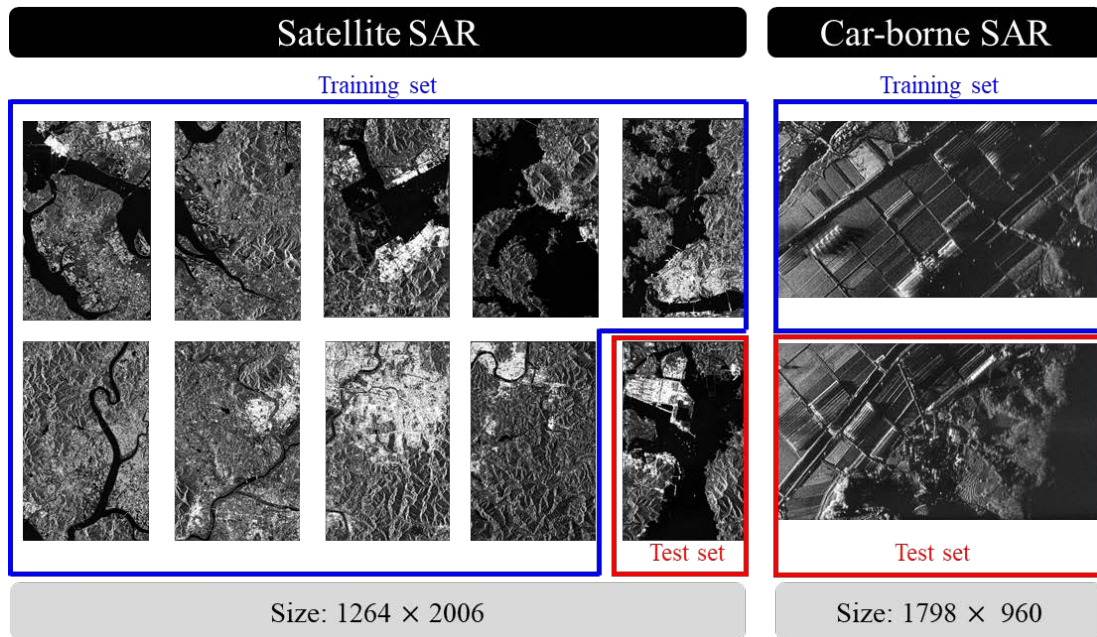 Satellite SAR
Car-borne SAR
Training set
Training set
Test set
Test set
Size: 1264 × 2006
Size: 1798 × 960